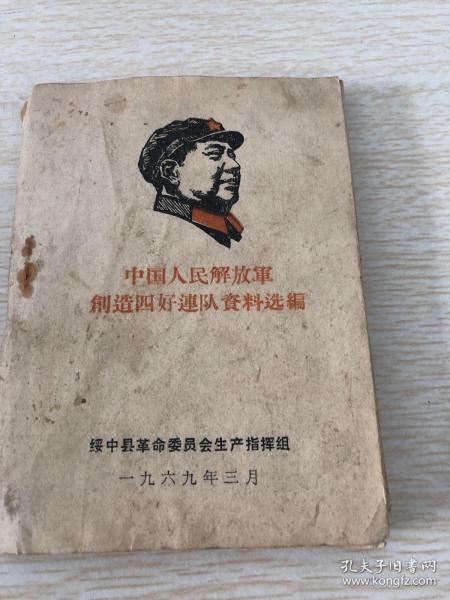 中国人民解放軍
創造四好連队資料选編
绥中县革命委员会生产指挥组
一九六九年三月
孔夫子旧书网
www.kongfz.com